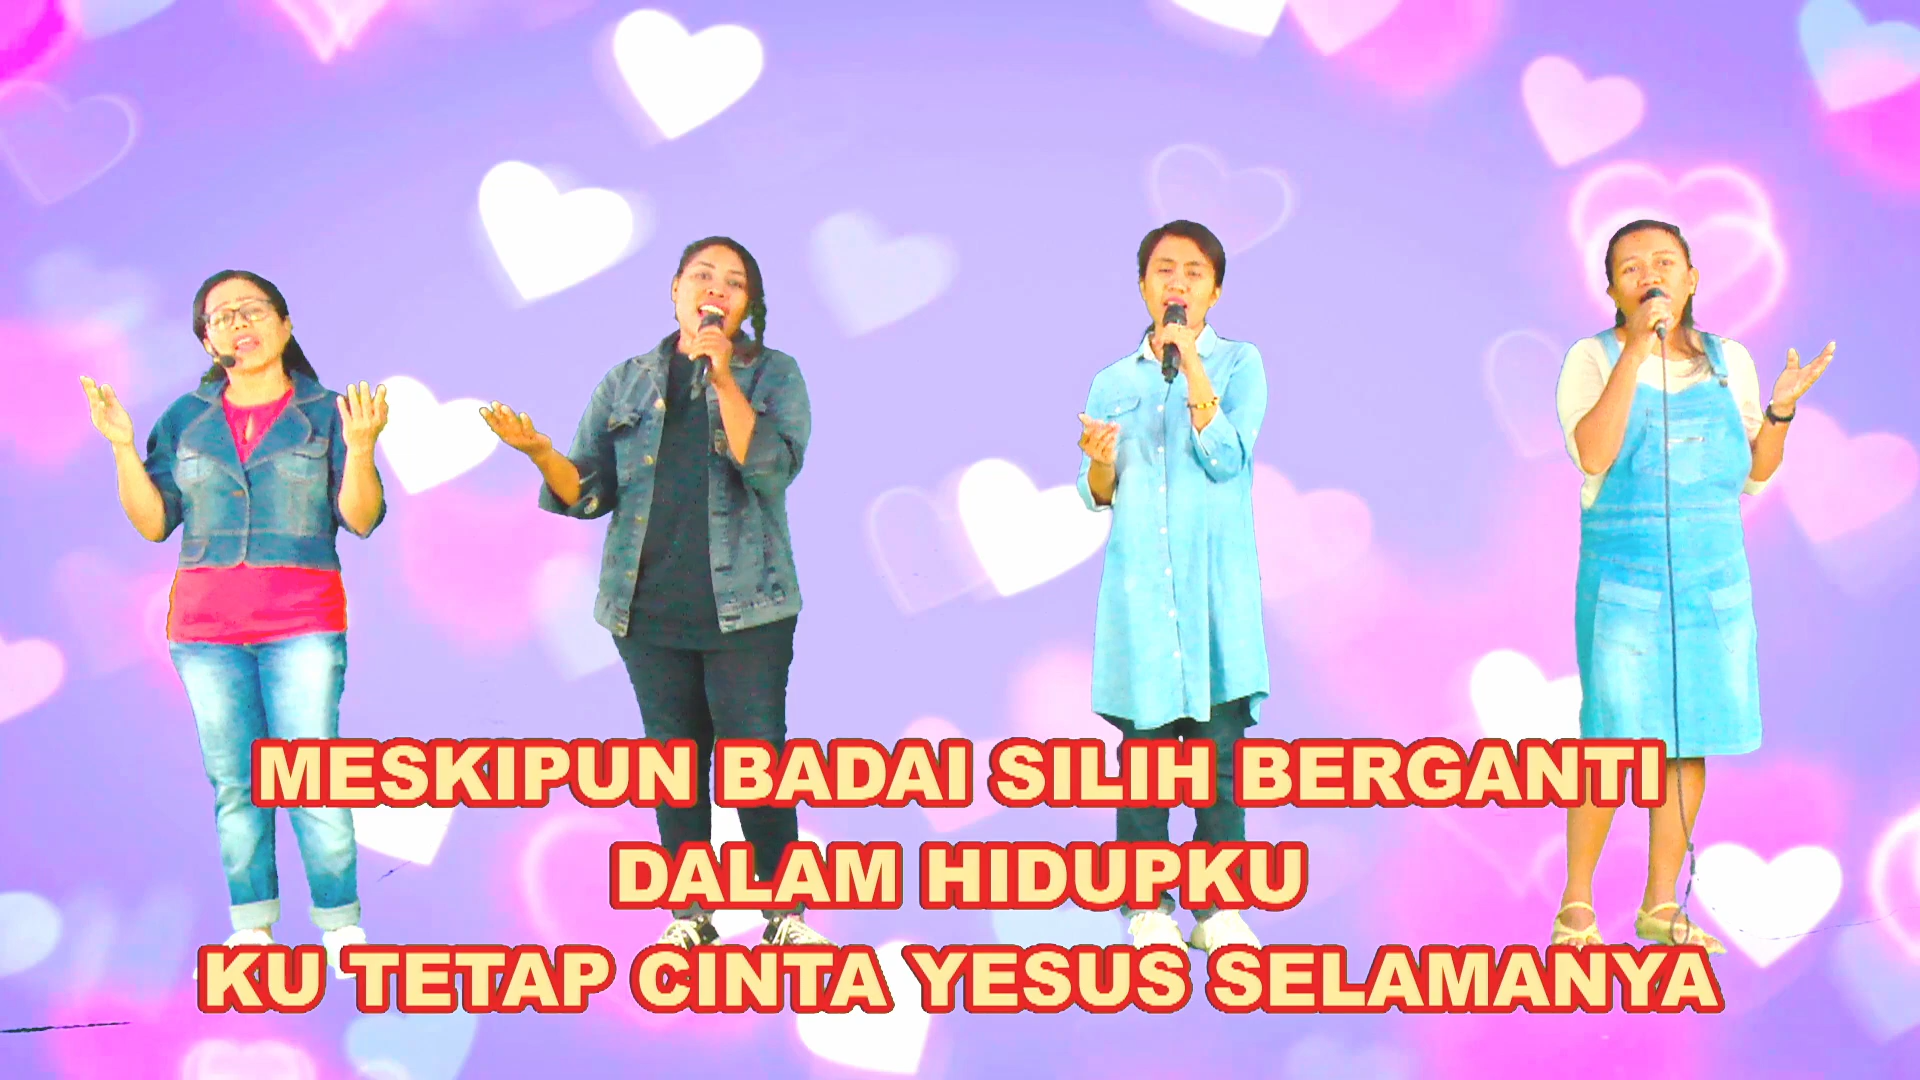 MESKIPUN BADAI SILIH BERGANTI
DALAM HIDUPKU
KU TETAP CINTA YESUS SELAMANYA